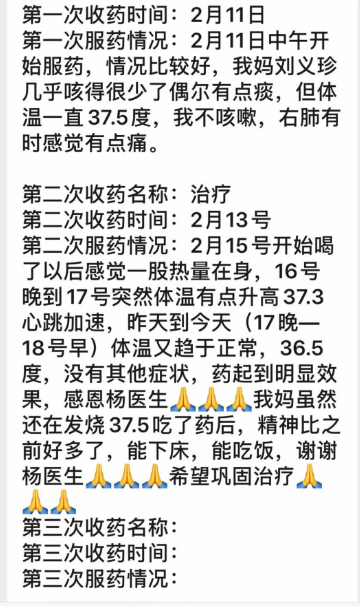 第一次收药时间：2月11日
第一次服药情况：2月11日中午开
始服药，情况比较好，我妈刘义珍
几乎咳得很少了偶尔有点痰，但体
温一直37.5度，我不咳嗽，右肺有
时感觉有点痛。
第二次收药名称：治疗
第二次收药时间：2月13号
第二次服药情况：2月15号开始喝
了以后感觉一股热量在身，16号
晚到17号突然体温有点升高37.3
心跳加速，昨天到今天（17晚—
18号早）体温又趋于正常，36.5
度，没有其他症状，药起到明显效
果，感恩杨医生🙏🙏🙏我妈虽然
还在发烧37.5吃了药后，精神比之
前好多了，能下床，能吃饭，谢谢
杨医生🙏🙏🙏希望巩固治疗🙏
🙏🙏
第三次收药名称：
第三次收药时间：
第三次服药情况：